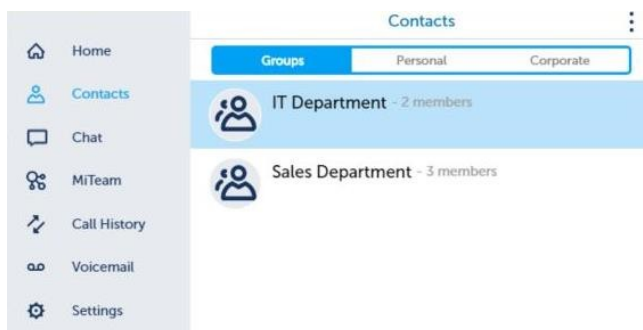 Contacts
Home
Contacts
Chat
MiTeam
Call History
Voicemail
Settings
Groups Personal Corporate
IT Department - 2 members
Sales Department - 3 members